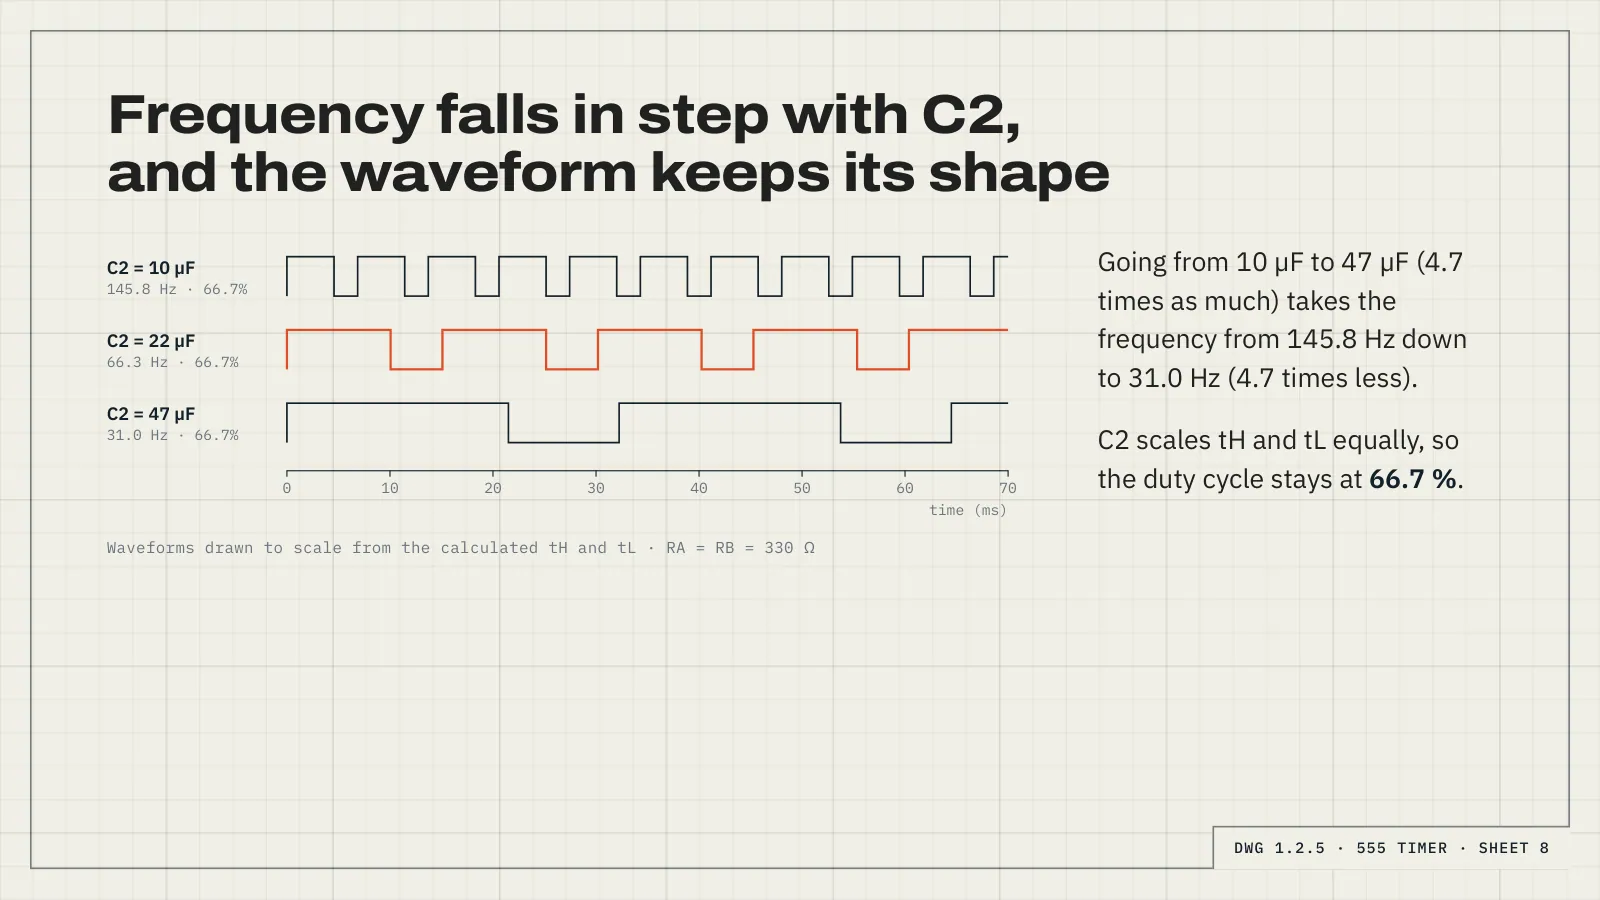 Frequency falls in step with C2,
and the waveform keeps its shape
C2 = 10 µF
145.8 Hz · 66.7%
C2 = 22 µF
66.3 Hz · 66.7%
C2 = 47 µF
31.0 Hz · 66.7%
0 10 20 30 40 50 60 70
time (ms)
Waveforms drawn to scale from the calculated tH and tL · RA = RB = 330 Ω
Going from 10 µF to 47 µF (4.7
times as much) takes the
frequency from 145.8 Hz down
to 31.0 Hz (4.7 times less).
C2 scales tH and tL equally, so
the duty cycle stays at 66.7 %.
DWG 1.2.5 · 555 TIMER · SHEET 8